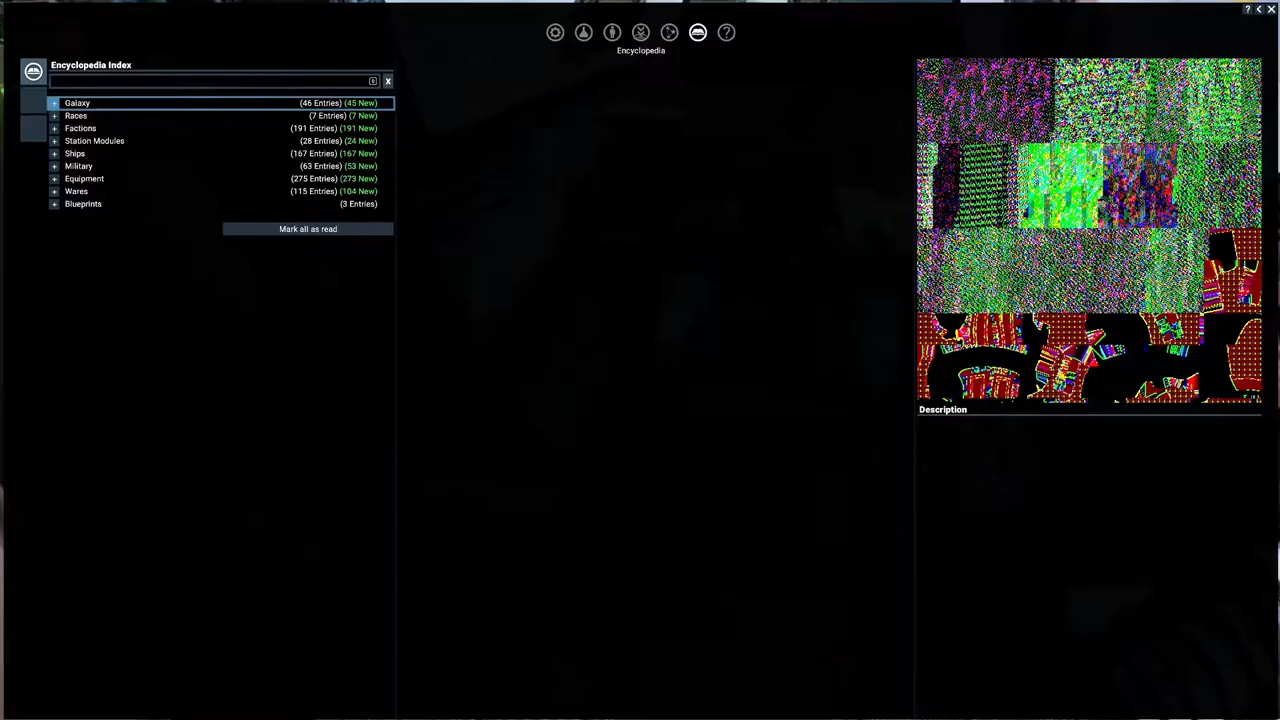 Encyclopedia
Encyclopedia Index
Galaxy (46 Entries) (45 New)
Races (7 Entries) (7 New)
Factions (191 Entries) (191 New)
Station Modules (28 Entries) (24 New)
Ships (167 Entries) (167 New)
Military (63 Entries) (53 New)
Equipment (275 Entries) (273 New)
Wares (115 Entries) (104 New)
Blueprints (3 Entries)
Mark all as read
Description